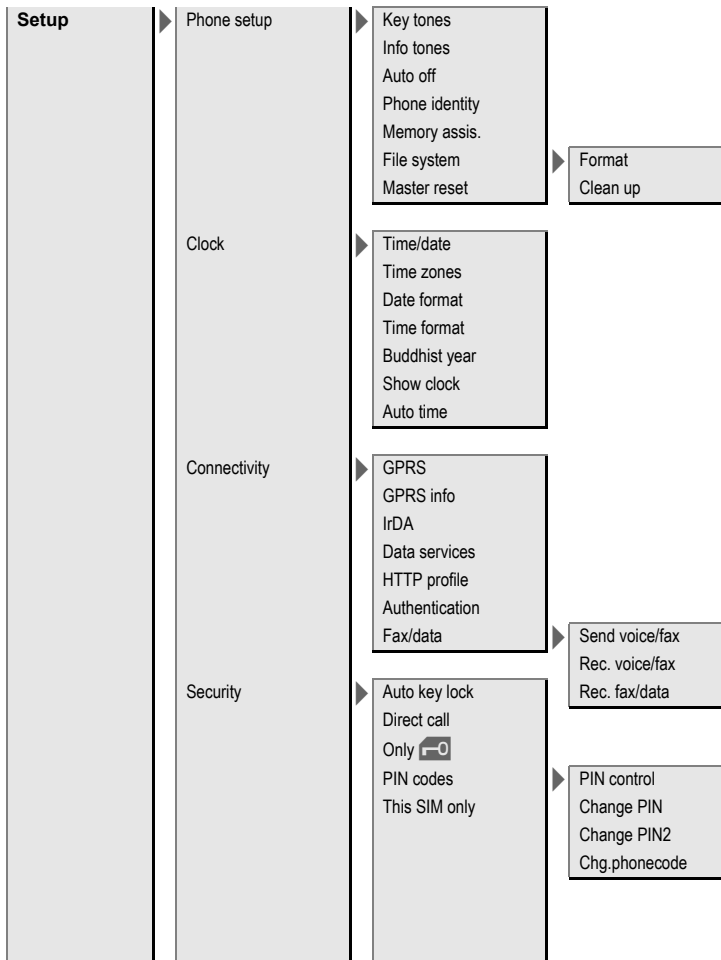 Setup
Phone setup
Key tones
Info tones
Auto off
Phone identity
Memory assis.
File system
Format
Clean up
Master reset
Clock
Time/date
Time zones
Date format
Time format
Buddhist year
Show clock
Auto time
Connectivity
GPRS
GPRS info
IrDA
Data services
HTTP profile
Authentication
Fax/data
Send voice/fax
Rec. voice/fax
Rec. fax/data
Security
Auto key lock
Direct call
Only
PIN codes
PIN control
Change PIN
Change PIN2
Chg.phonecode
This SIM only